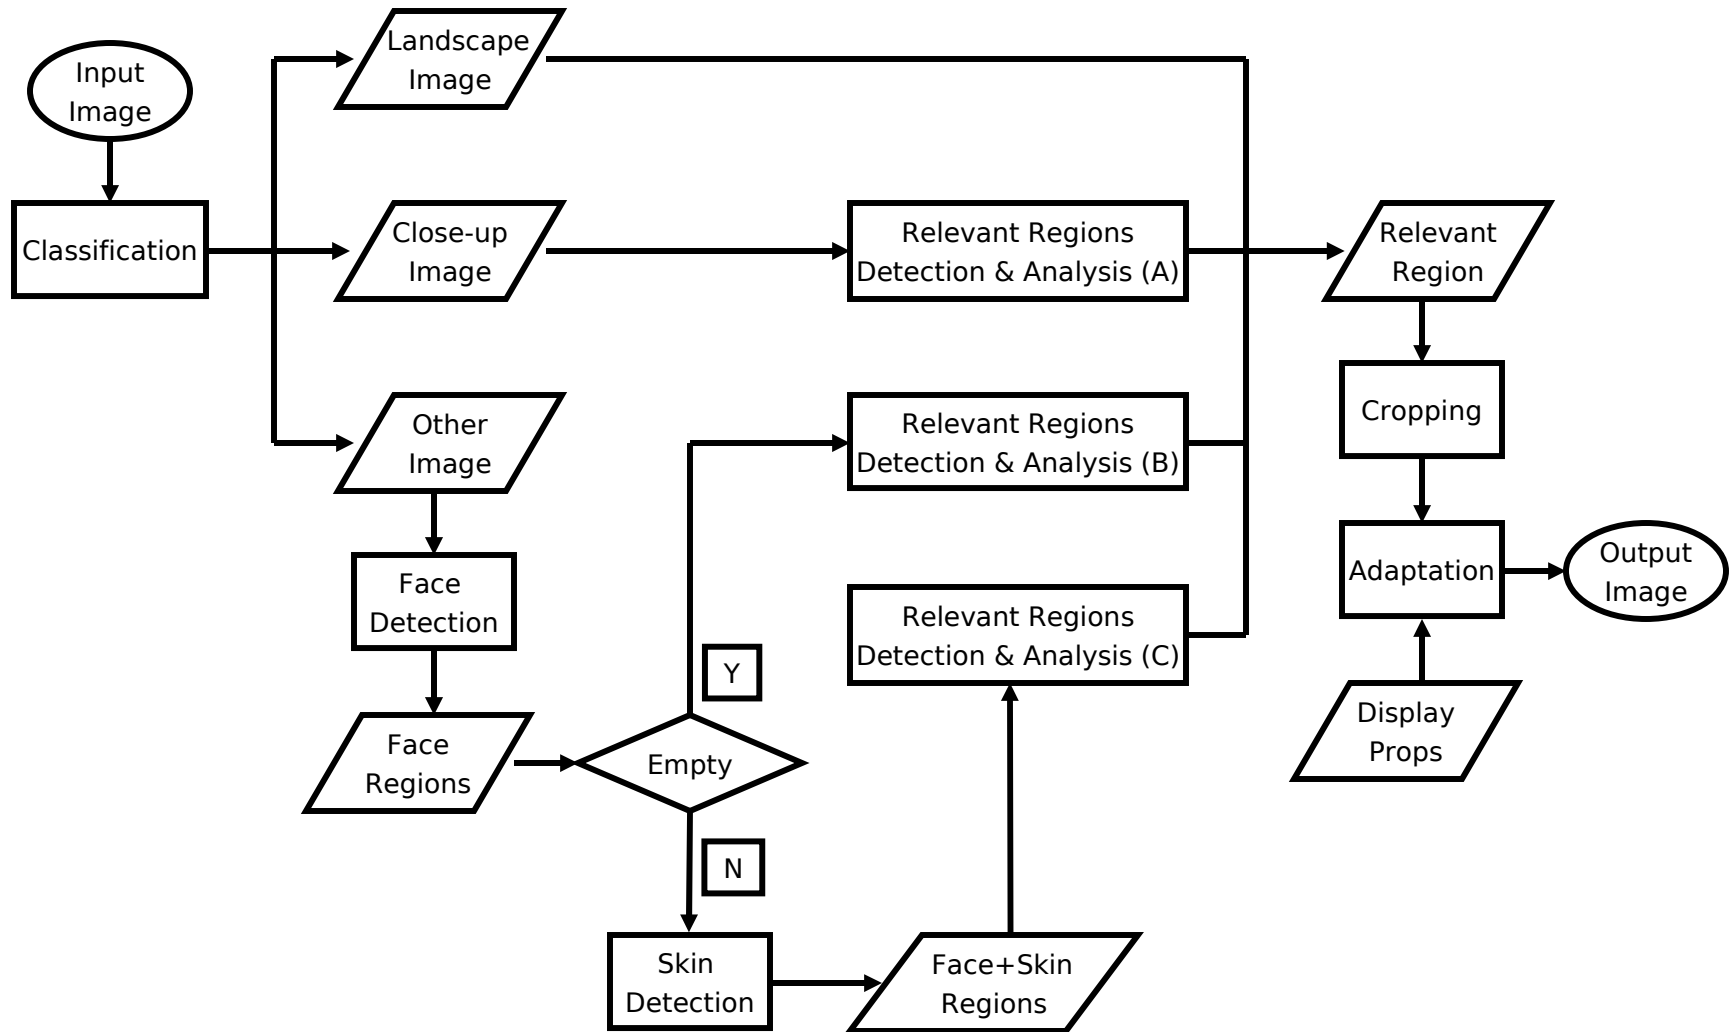 Input
Image
Classification
Landscape
Image
Close-up
Image
Relevant Regions
Detection & Analysis (A)
Relevant
Region
Other
Image
Relevant Regions
Detection & Analysis (B)
Cropping
Face
Detection
Relevant Regions
Detection & Analysis (C)
Adaptation
Output
Image
Y
Face
Regions
Empty
Display
Props
N
Skin
Detection
Face+Skin
Regions